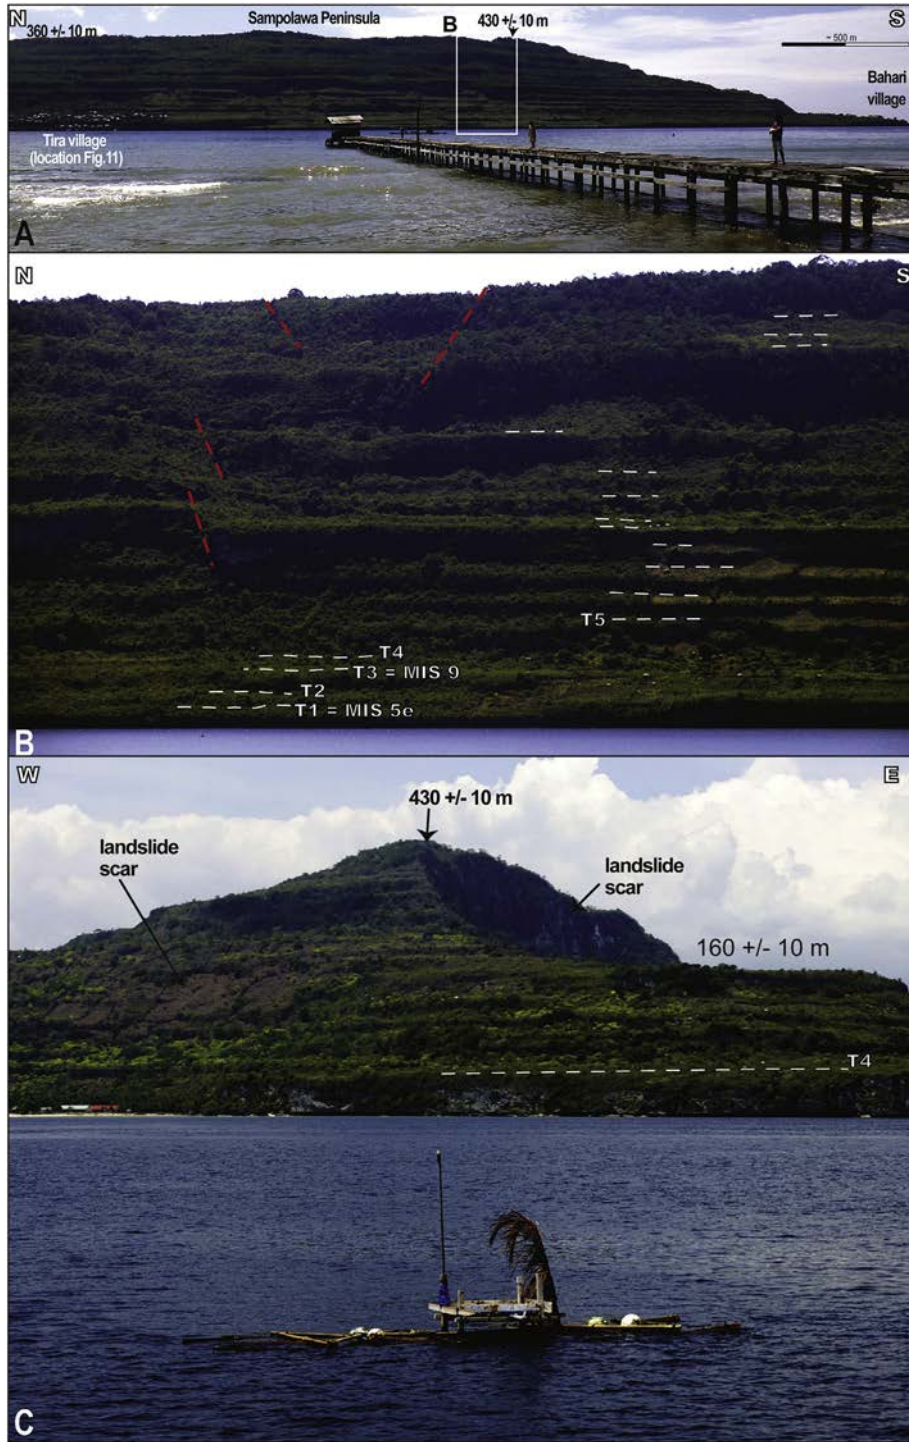 N
Sampolawa Peninsula
430 +/- 10 m
S
360 +/- 10 m
B
~ 500 m
Bahari
village
Tira village
(location Fig.11)
A
N
S
T5
T4
T3 = MIS 9
T2
T1 = MIS 5e
B
W
E
430 +/- 10 m
landslide
scar
landslide
scar
160 +/- 10 m
T4
C